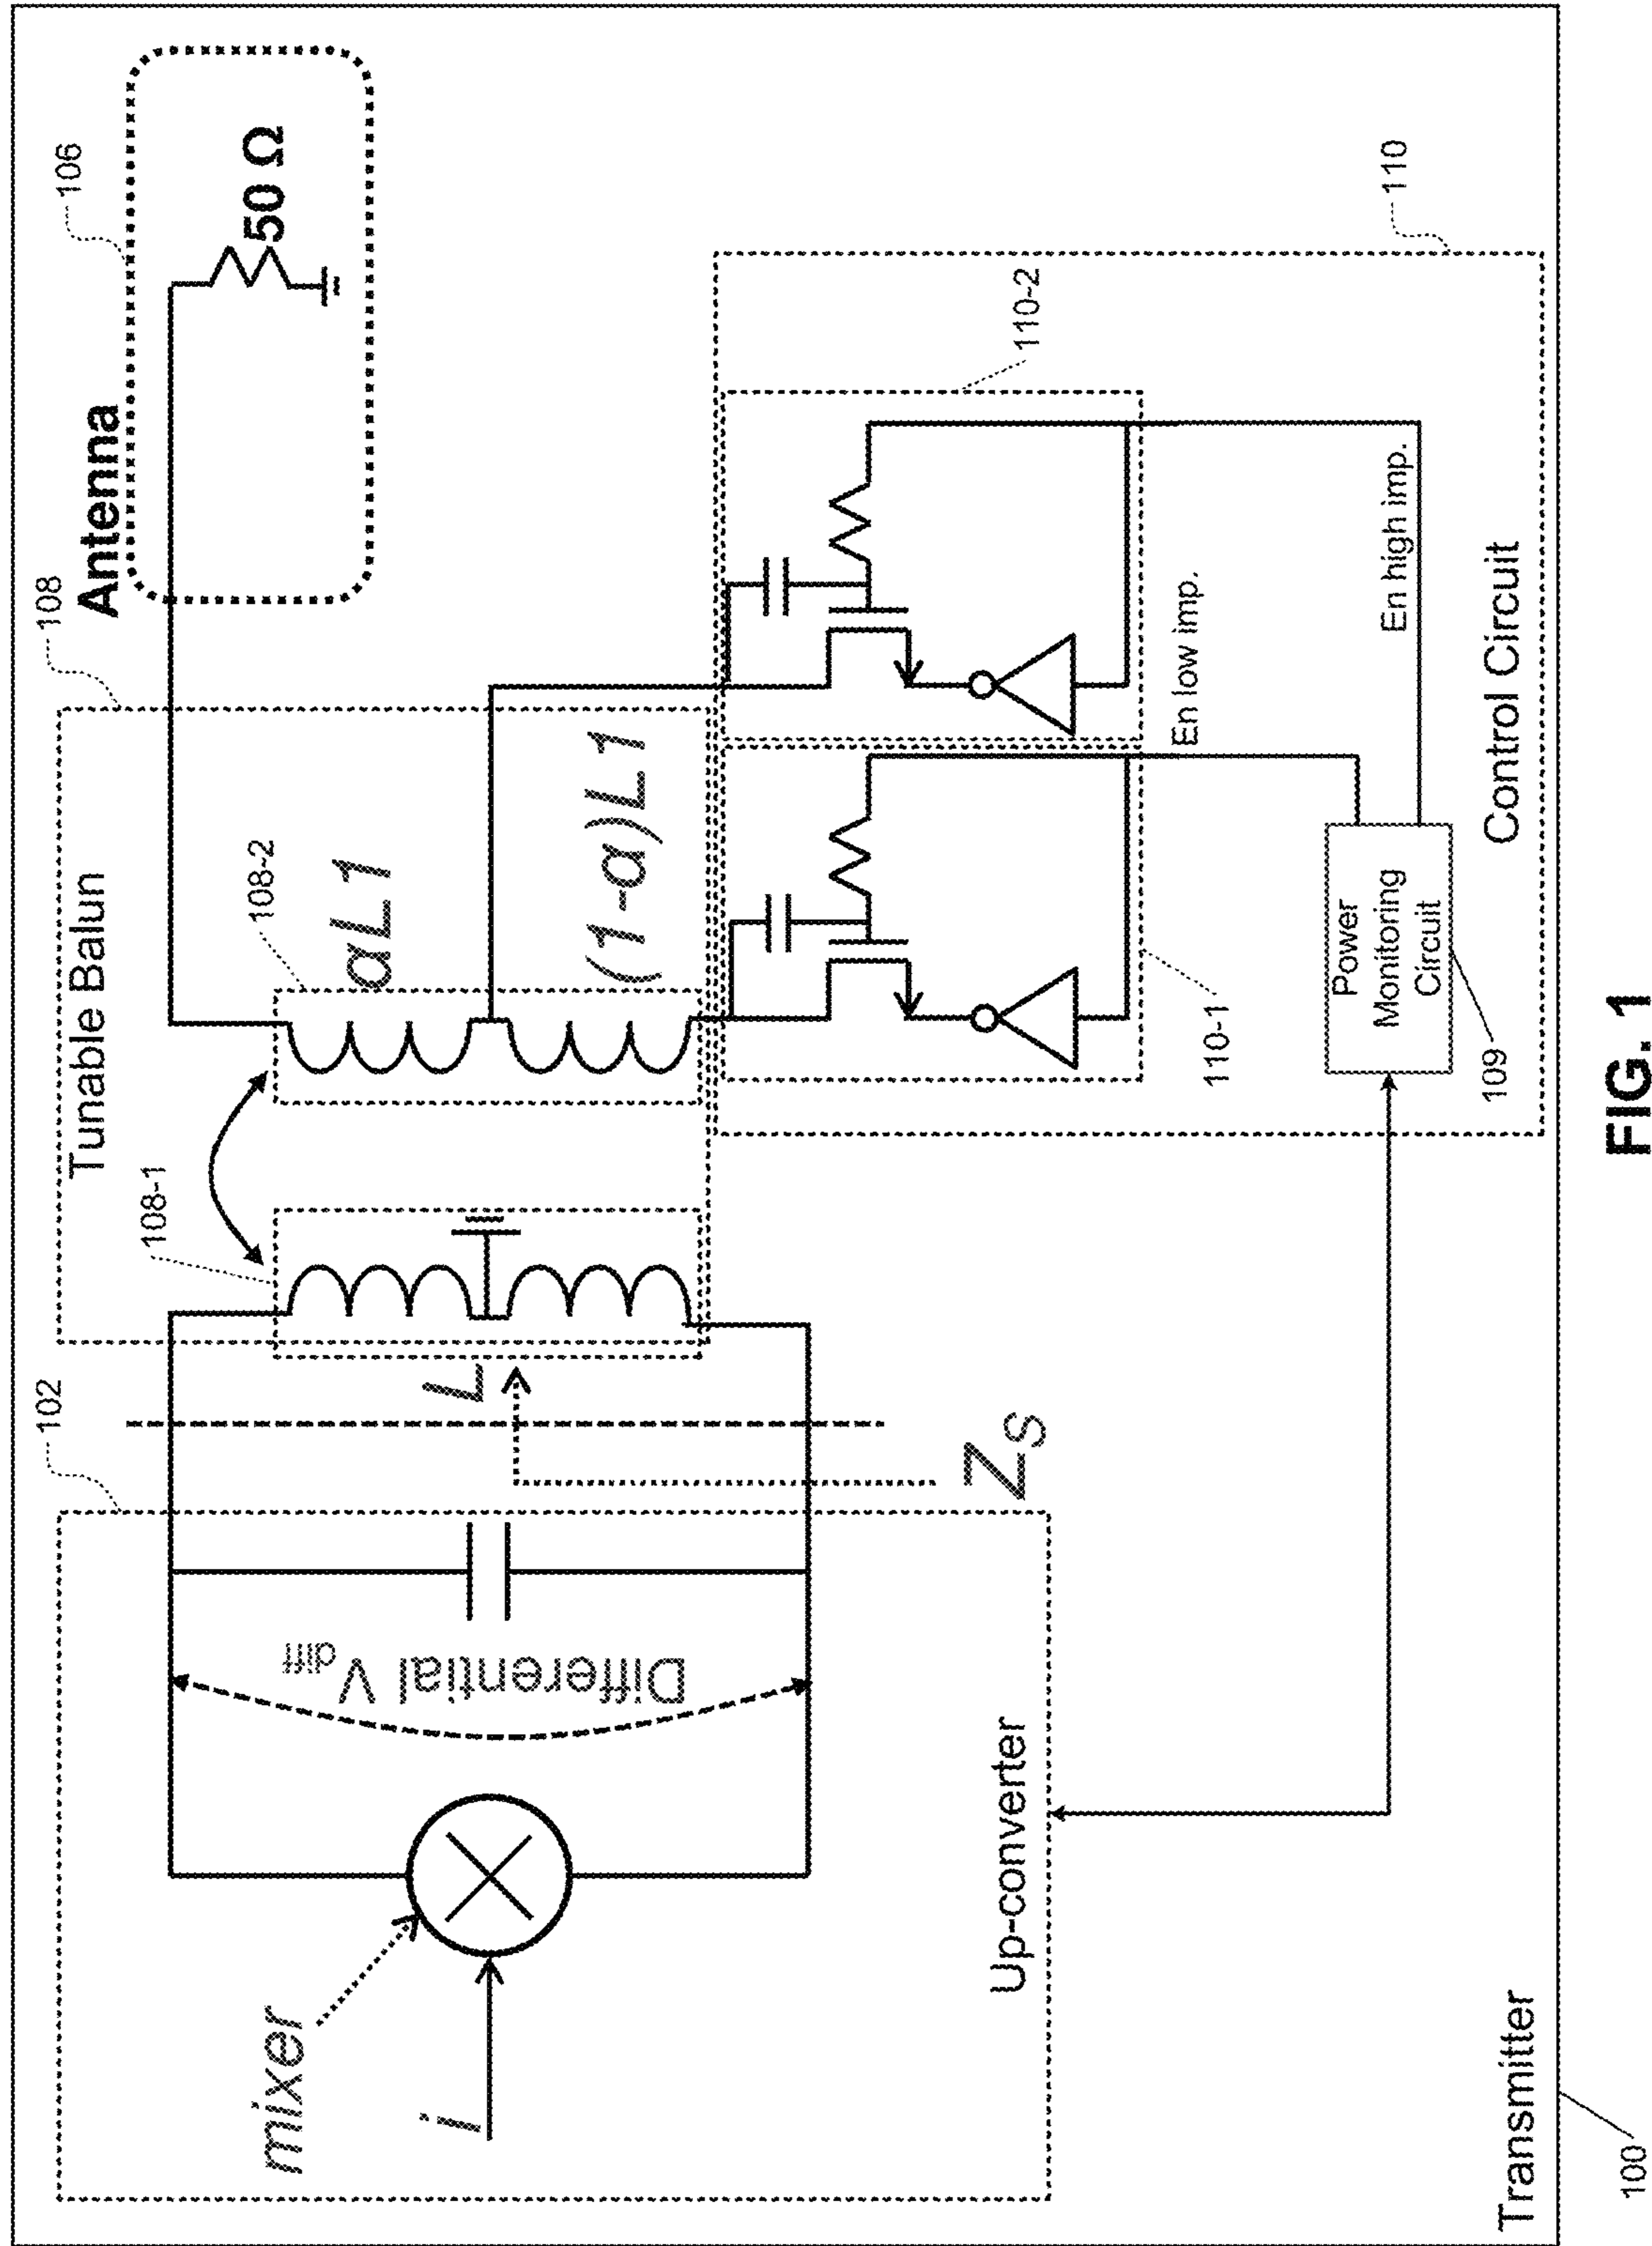 106
Antenna
50 Ω
108
Tunable Balun
108-1
108-2
αL1
(1-α)L1
102
L
Z_S
mixer
i
Differential V_diff
Up-converter
110
110-2
110-1
En low imp.
En high imp.
Power
Monitoring
Circuit
109
Control Circuit
Transmitter
100
FIG. 1